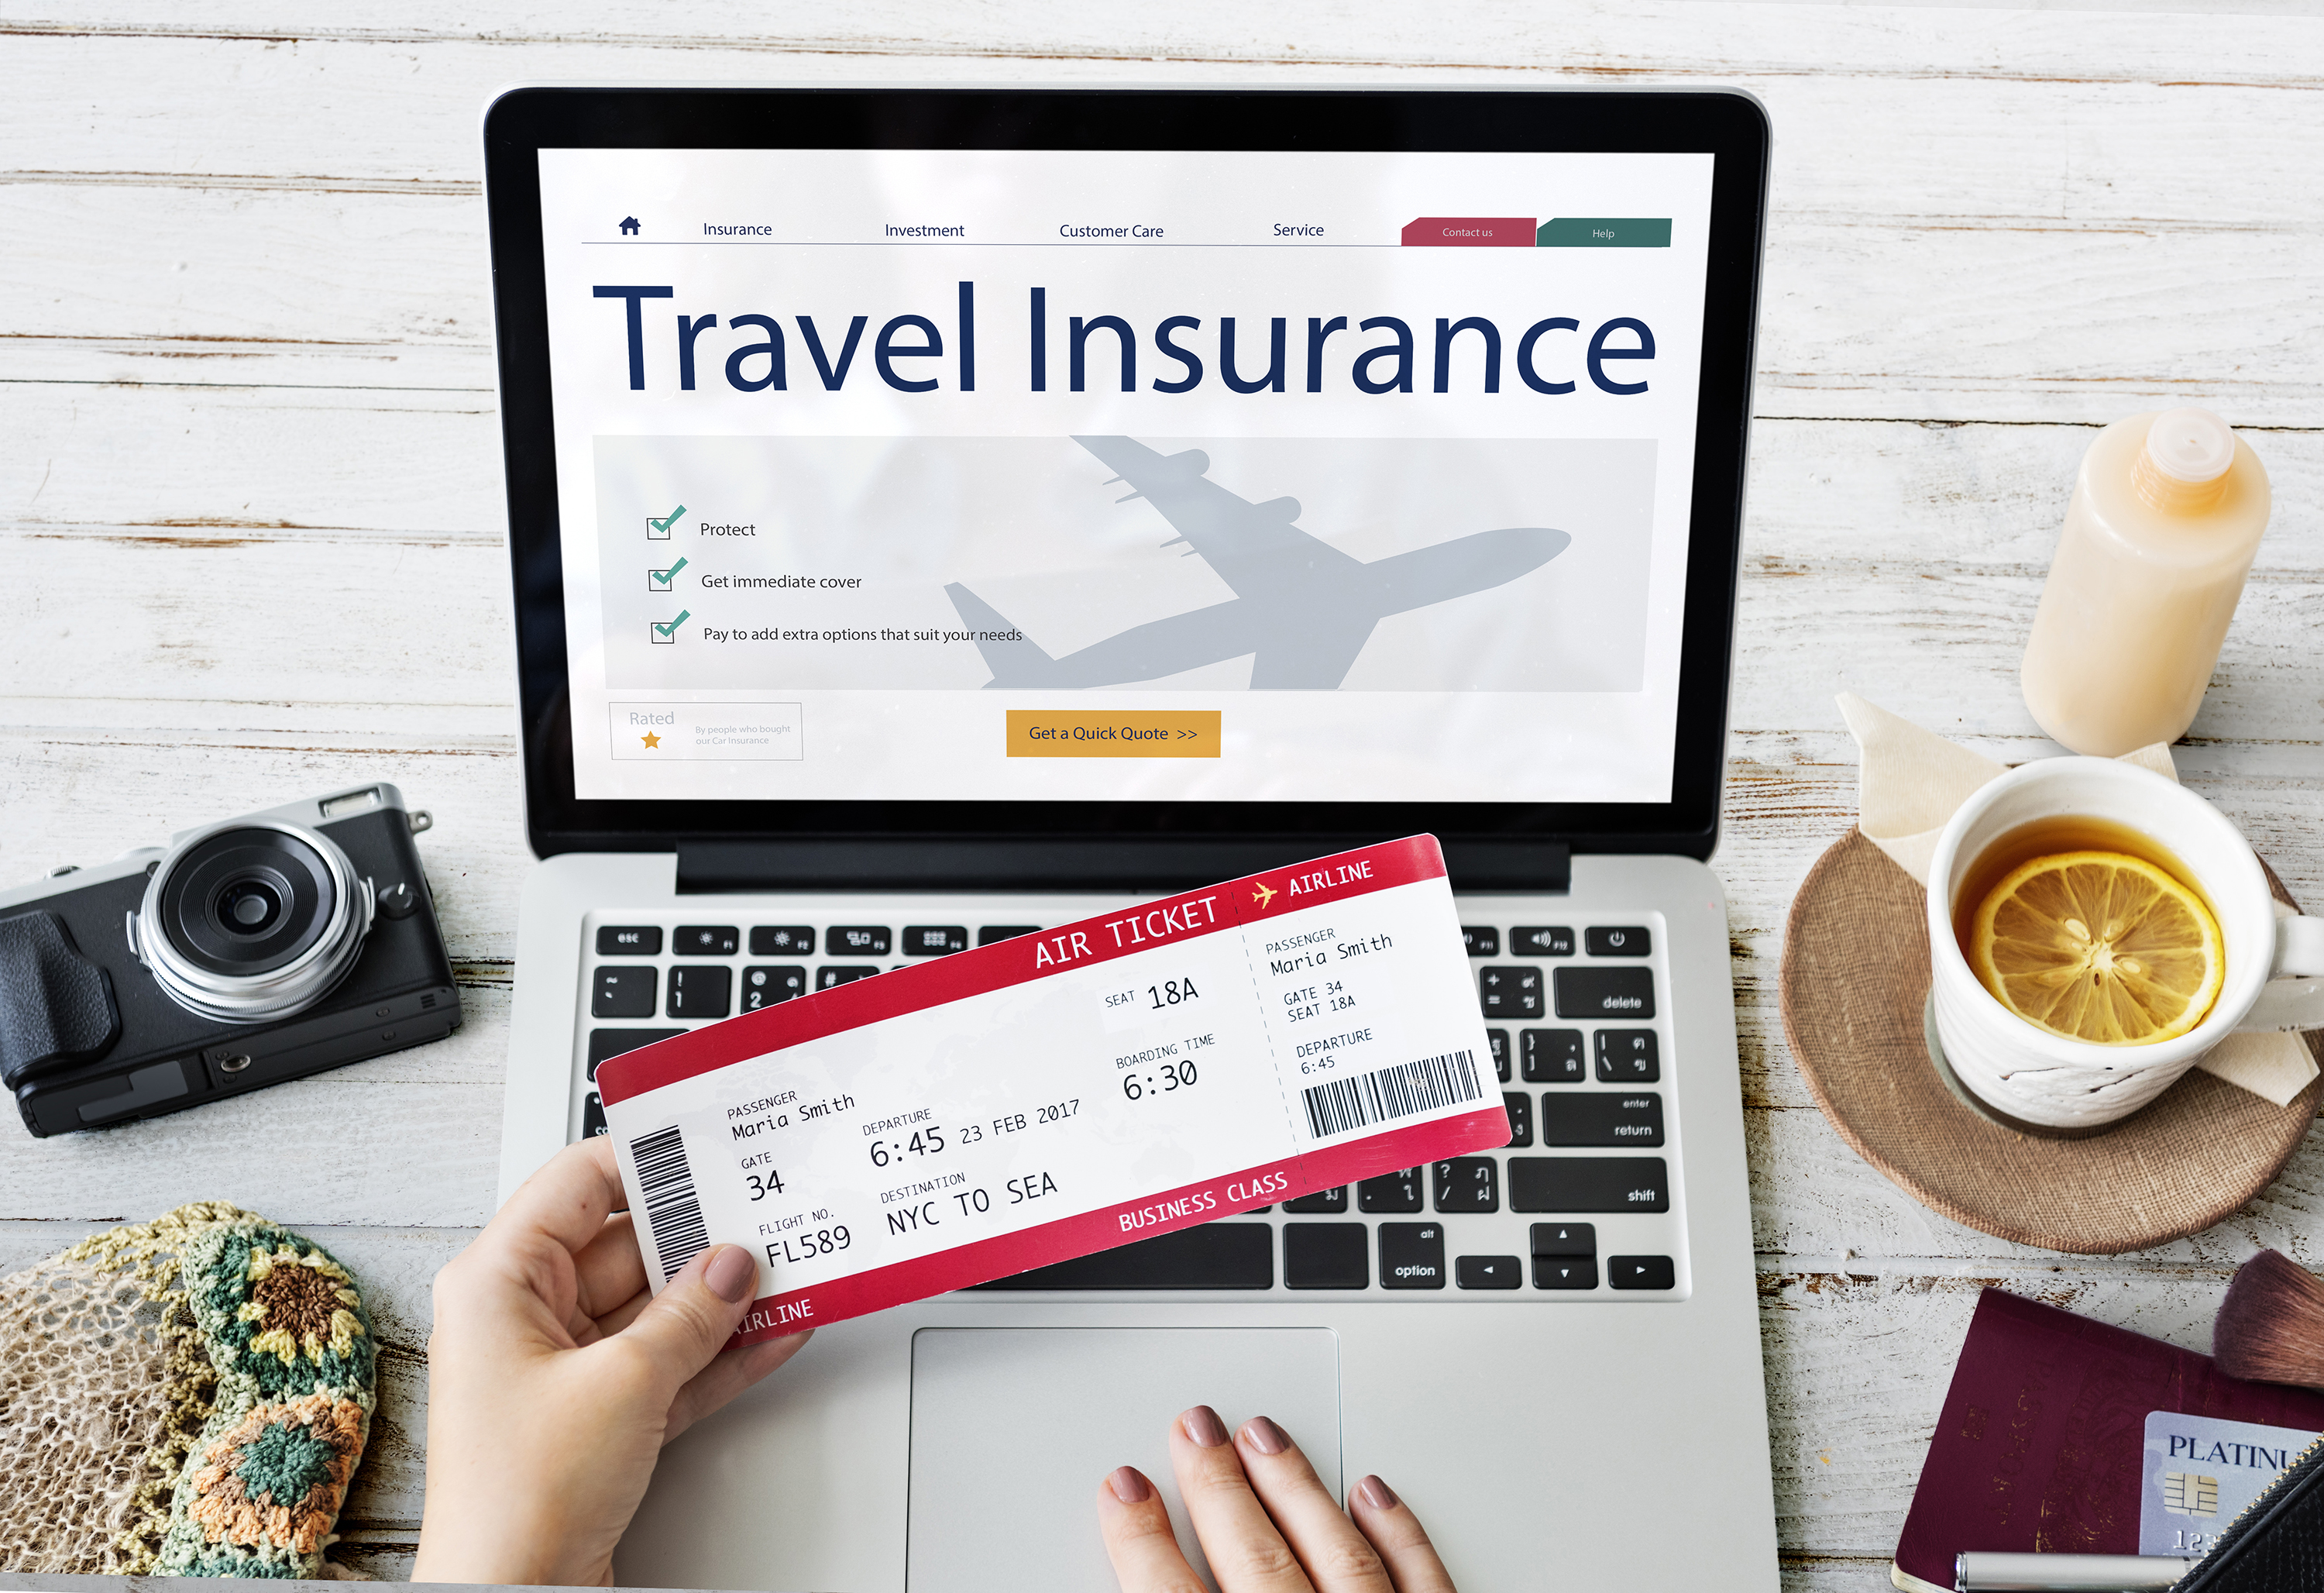 Insurance Investment Customer Care Service Contact us Help
Travel Insurance
Protect
Get immediate cover
Pay to add extra options that suit your needs
Rated
By people who bought
our Car Insurance
Get a Quick Quote >>
AIR TICKET
AIRLINE
PASSENGER
Maria Smith
GATE
34
FLIGHT NO.
FL589
DEPARTURE
6:45 23 FEB 2017
DESTINATION
NYC TO SEA
SEAT 18A
BOARDING TIME
6:30
BUSINESS CLASS
PASSENGER
Maria Smith
GATE 34
SEAT 18A
DEPARTURE
6:45
esc
delete
enter
return
shift
alt
option